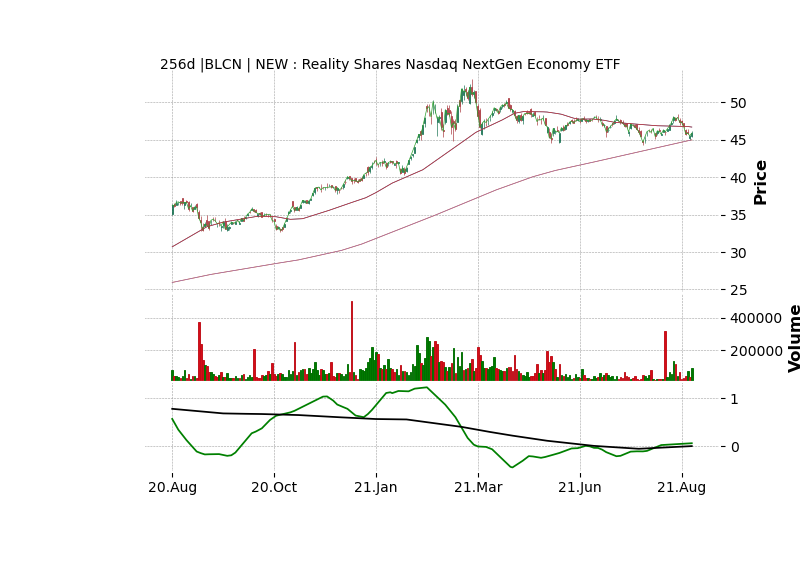 256d |BLCN | NEW : Reality Shares Nasdaq NextGen Economy ETF
50
45
40
35
30
25
Price
400000
200000
Volume
1
0
20.Aug 20.Oct 21.Jan 21.Mar 21.Jun 21.Aug